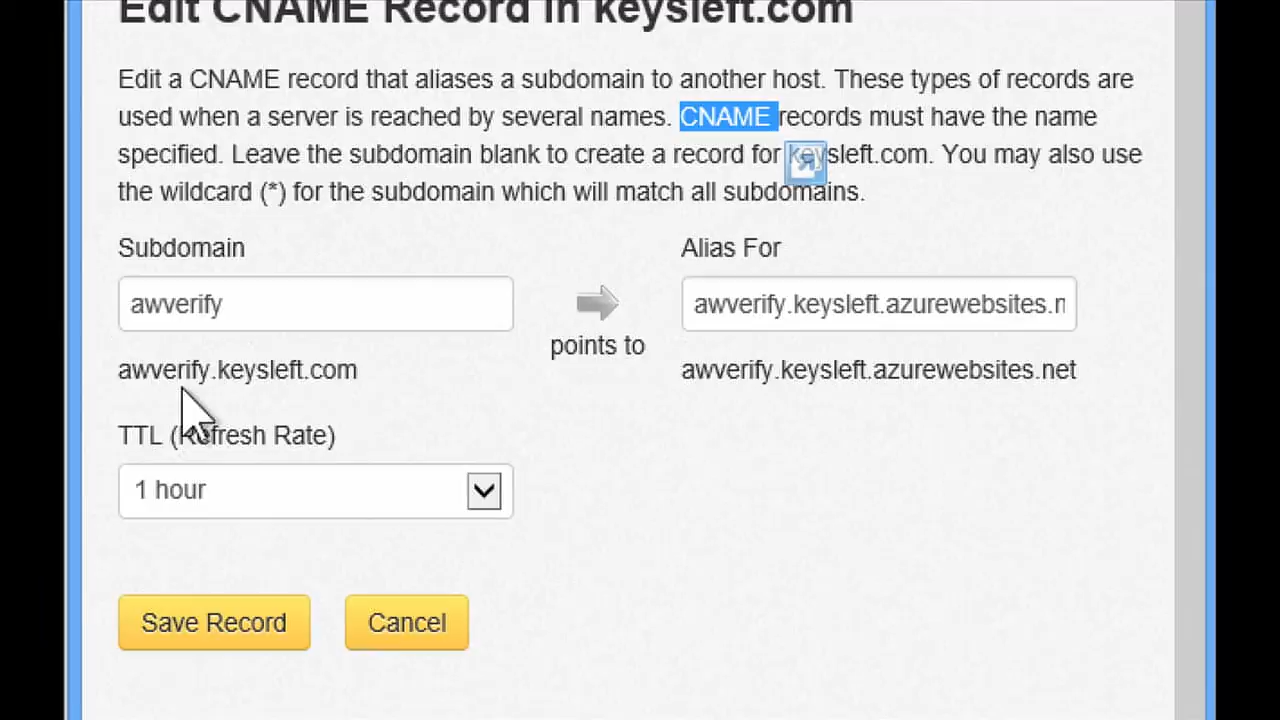 Edit CNAME Record in keysleft.com
Edit a CNAME record that aliases a subdomain to another host. These types of records are
used when a server is reached by several names. CNAME records must have the name
specified. Leave the subdomain blank to create a record for keysleft.com. You may also use
the wildcard (*) for the subdomain which will match all subdomains.
Subdomain
Alias For
awverify
awverify.keysleft.azurewebsites.n
points to
awverify.keysleft.com
awverify.keysleft.azurewebsites.net
TTL (Refresh Rate)
1 hour
Save Record
Cancel